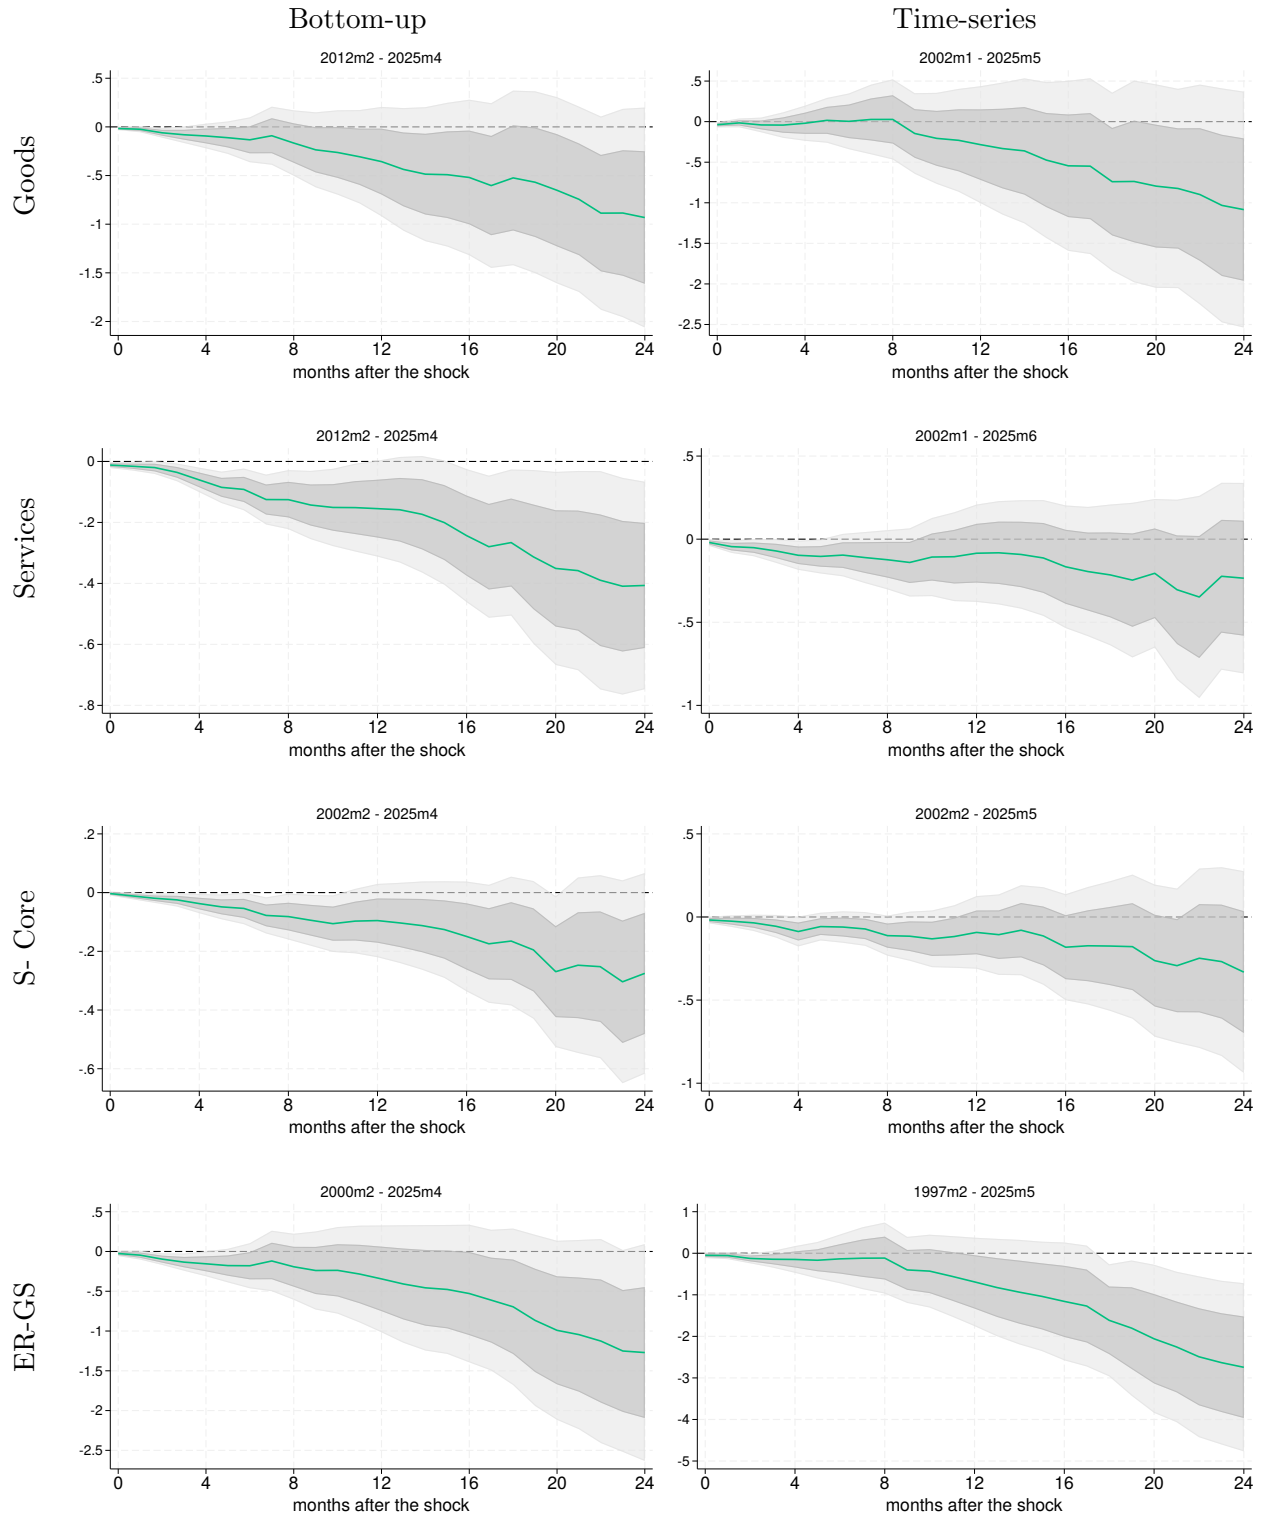 Bottom-up
Time-series
Goods
2012m2 - 2025m4
.5
0
-.5
-1
-1.5
-2
0 4 8 12 16 20 24
months after the shock
2002m1 - 2025m5
.5
0
-.5
-1
-1.5
-2
-2.5
0 4 8 12 16 20 24
months after the shock
Services
2012m2 - 2025m4
0
-.2
-.4
-.6
-.8
0 4 8 12 16 20 24
months after the shock
2002m1 - 2025m6
.5
0
-.5
-1
0 4 8 12 16 20 24
months after the shock
S- Core
2002m2 - 2025m4
.2
0
-.2
-.4
-.6
0 4 8 12 16 20 24
months after the shock
2002m2 - 2025m5
.5
0
-.5
-1
0 4 8 12 16 20 24
months after the shock
ER-GS
2000m2 - 2025m4
.5
0
-.5
-1
-1.5
-2
-2.5
0 4 8 12 16 20 24
months after the shock
1997m2 - 2025m5
1
0
-1
-2
-3
-4
-5
0 4 8 12 16 20 24
months after the shock